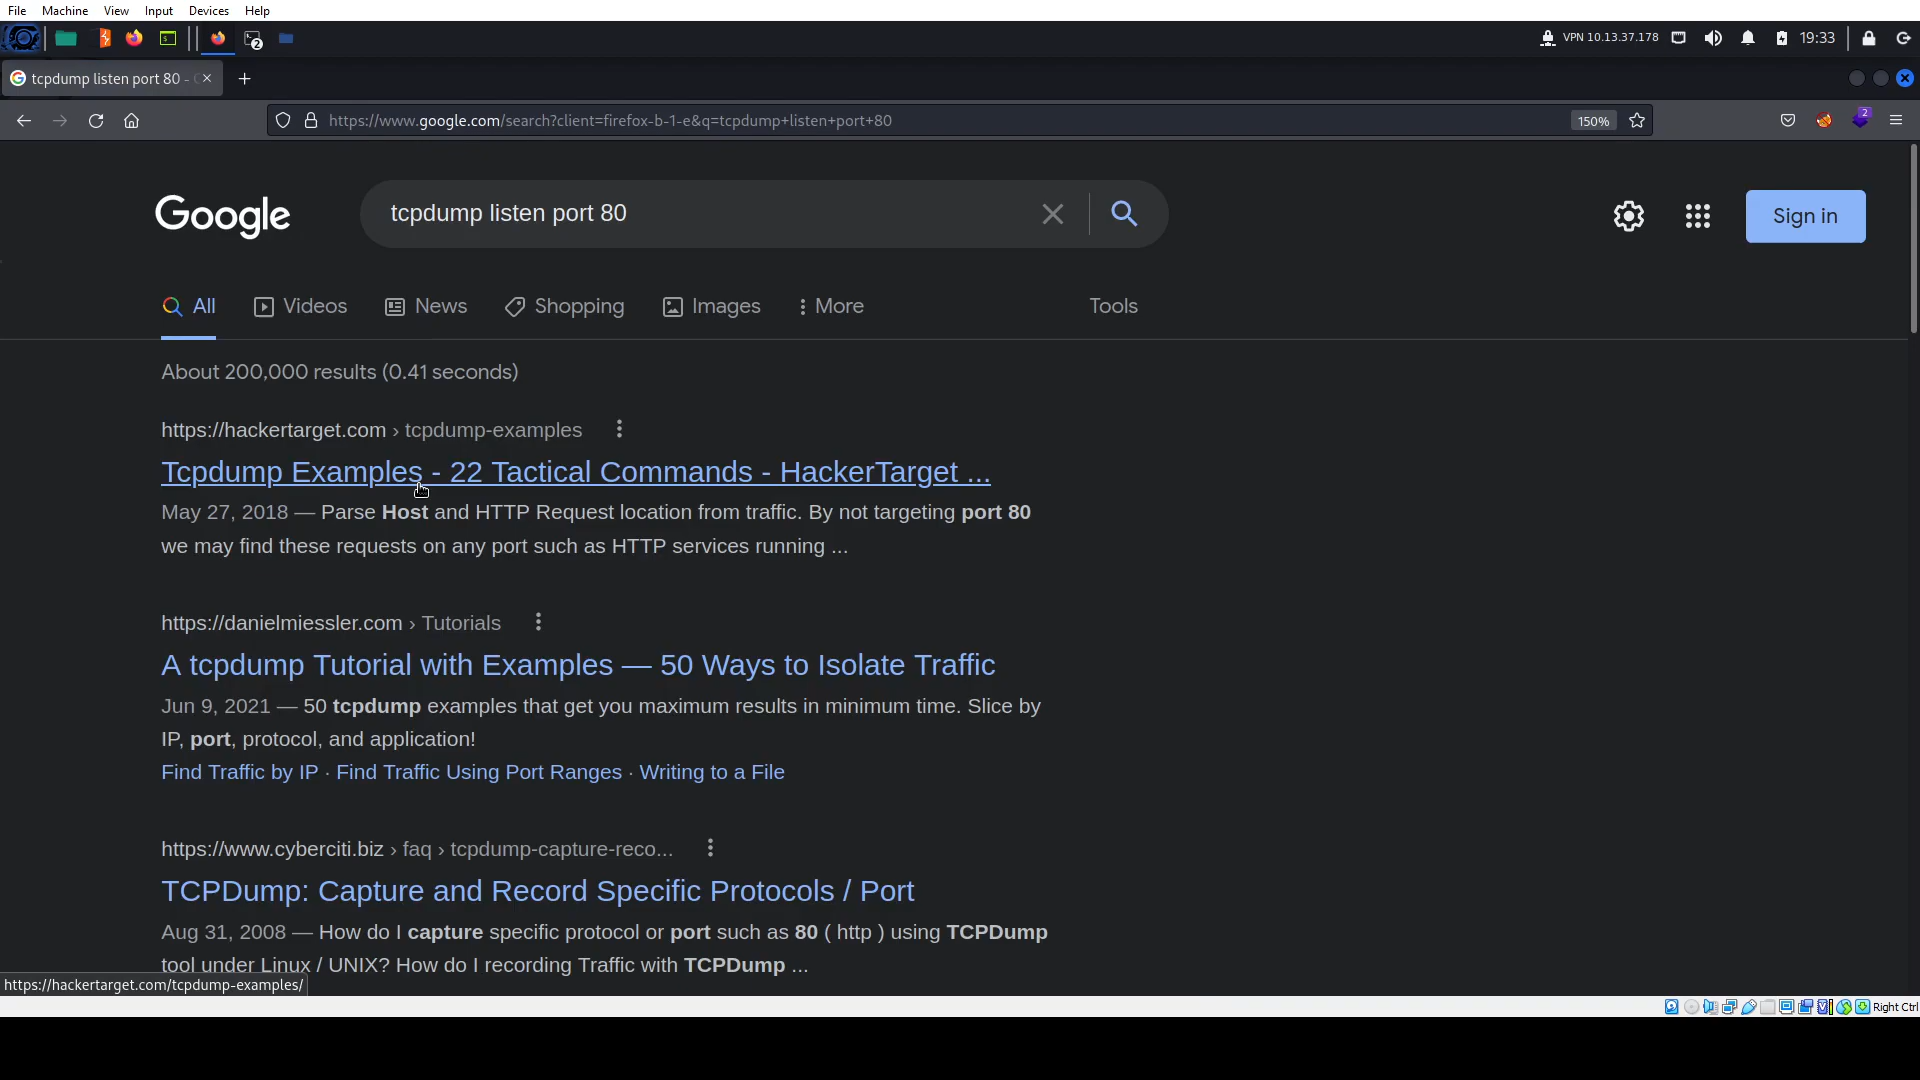 File Machine View Input Devices Help
2 VPN 10.13.37.178 19:33
tcpdump listen port 80 -
https://www.google.com/search?client=firefox-b-1-e&q=tcpdump+listen+port+80 150% 2
Google tcpdump listen port 80 Sign in
All Videos News Shopping Images More Tools
About 200,000 results (0.41 seconds)
https://hackertarget.com › tcpdump-examples
Tcpdump Examples - 22 Tactical Commands - HackerTarget ...
May 27, 2018 — Parse Host and HTTP Request location from traffic. By not targeting port 80
we may find these requests on any port such as HTTP services running ...
https://danielmiessler.com › Tutorials
A tcpdump Tutorial with Examples — 50 Ways to Isolate Traffic
Jun 9, 2021 — 50 tcpdump examples that get you maximum results in minimum time. Slice by
IP, port, protocol, and application!
Find Traffic by IP · Find Traffic Using Port Ranges · Writing to a File
https://www.cyberciti.biz › faq › tcpdump-capture-reco...
TCPDump: Capture and Record Specific Protocols / Port
Aug 31, 2008 — How do I capture specific protocol or port such as 80 ( http ) using TCPDump
tool under Linux / UNIX? How do I recording Traffic with TCPDump ...
https://hackertarget.com/tcpdump-examples/
Right Ctrl